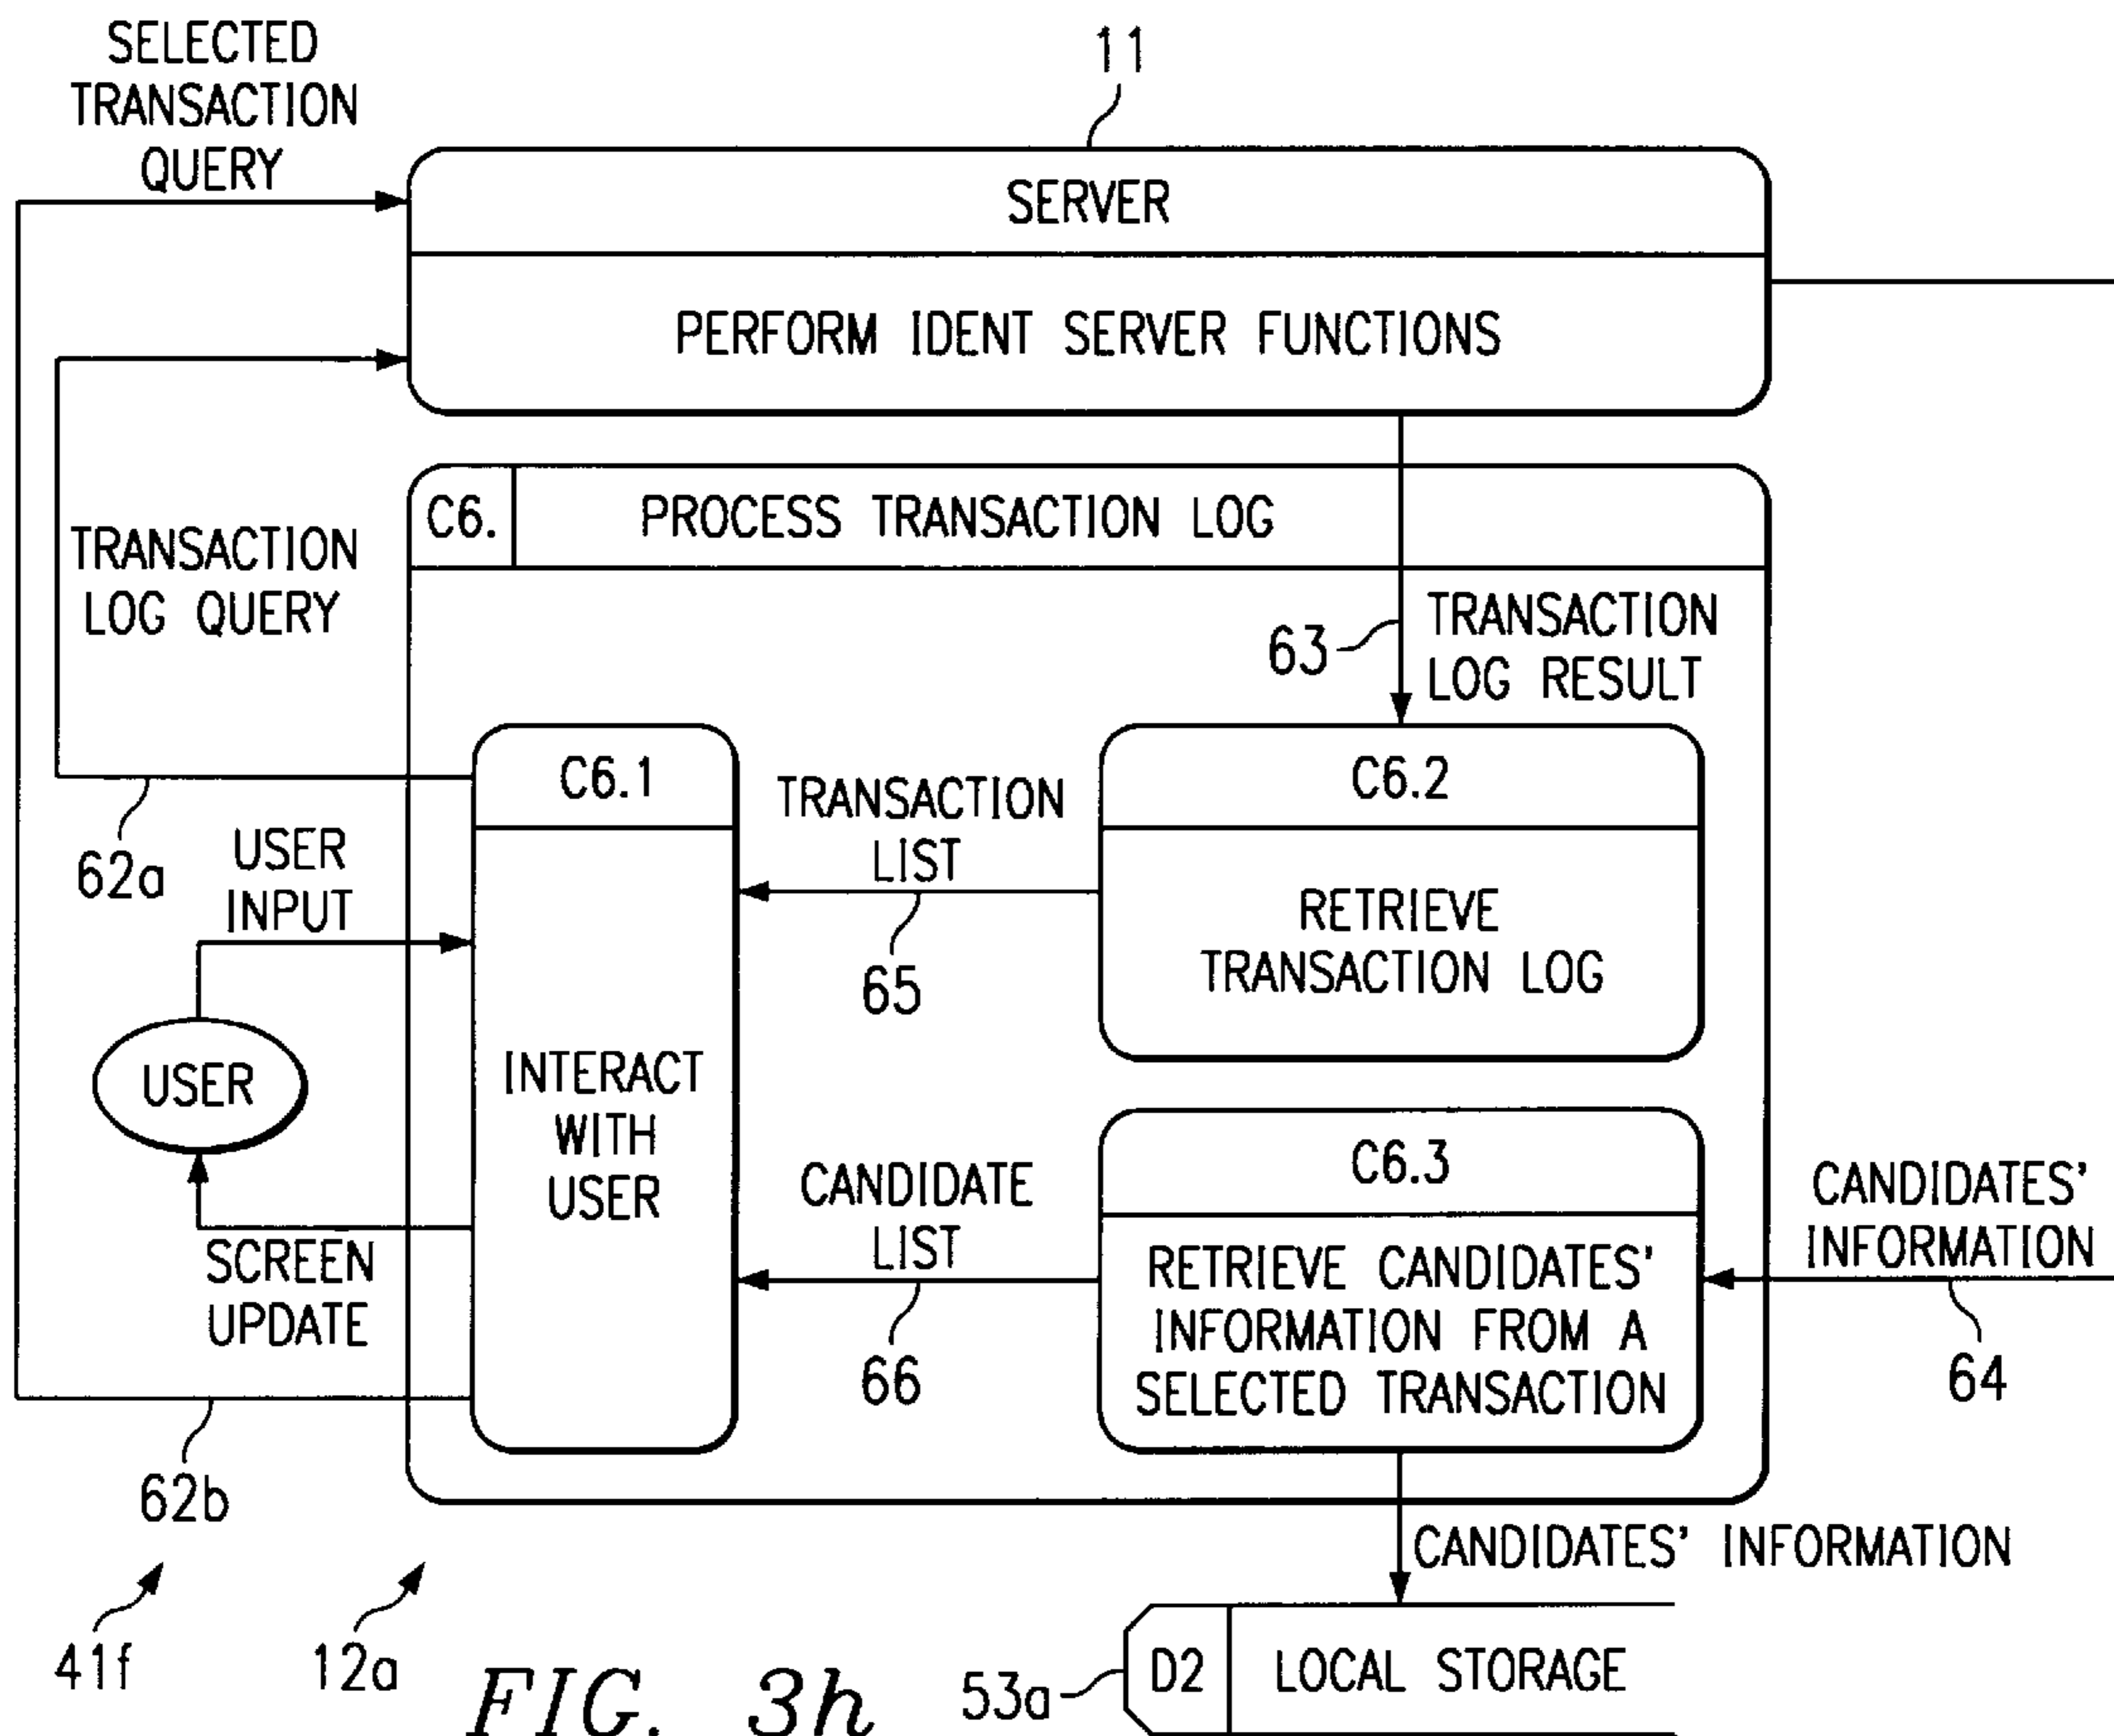 SELECTED
TRANSACTION
QUERY
11
SERVER
PERFORM IDENT SERVER FUNCTIONS
C6.
PROCESS TRANSACTION LOG
TRANSACTION
LOG QUERY
63
TRANSACTION
LOG RESULT
C6.1
INTERACT
WITH
USER
TRANSACTION
LIST
65
C6.2
RETRIEVE
TRANSACTION LOG
62a
USER
INPUT
USER
SCREEN
UPDATE
CANDIDATE
LIST
66
C6.3
RETRIEVE CANDIDATES'
INFORMATION FROM A
SELECTED TRANSACTION
CANDIDATES'
INFORMATION
64
62b
CANDIDATES' INFORMATION
41f
12a
FIG. 3h
53a
D2
LOCAL STORAGE